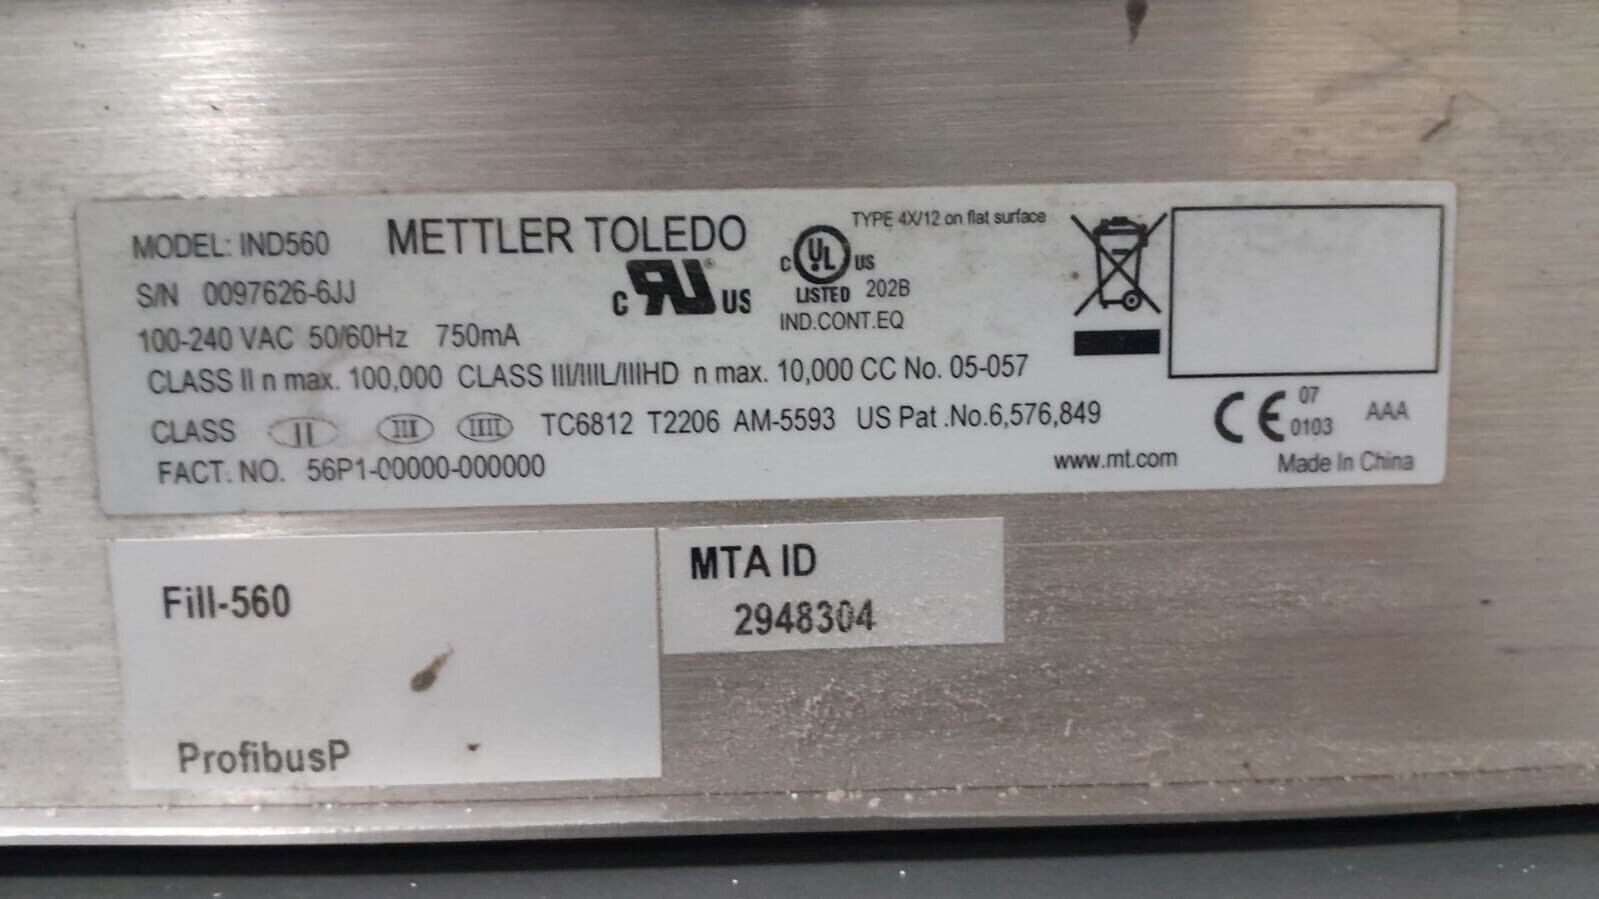 MODEL: IND560 METTLER TOLEDO
TYPE 4X/12 on flat surface
S/N 0097626-6JJ
c RU US
c UL US
LISTED 202B
IND.CONT.EQ
100-240 VAC 50/60Hz 750mA
CLASS II n max. 100,000 CLASS III/IIIL/IIIHD n max. 10,000 CC No. 05-057
CLASS II III IIII TC6812 T2206 AM-5593 US Pat .No.6,576,849
CE 07 0103 AAA
FACT. NO. 56P1-00000-000000
www.mt.com
Made In China
Fill-560
ProfibusP
MTA ID
2948304